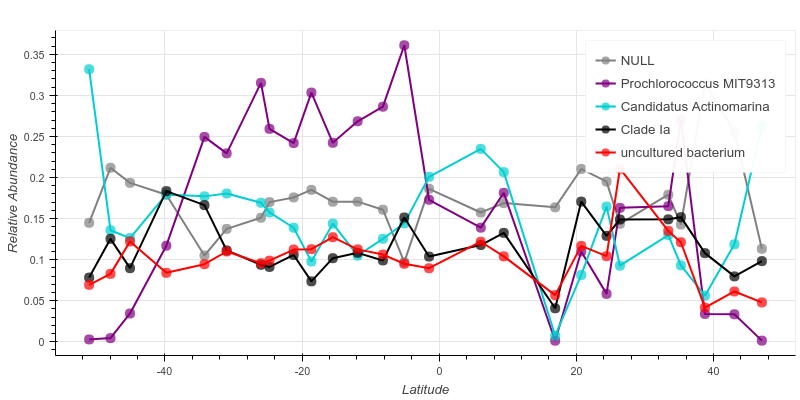 0.35
0.3
0.25
0.2
0.15
0.1
0.05
0
Relative Abundance
NULL
Prochlorococcus MIT9313
Candidatus Actinomarina
Clade Ia
uncultured bacterium
-40 -20 0 20 40
Latitude